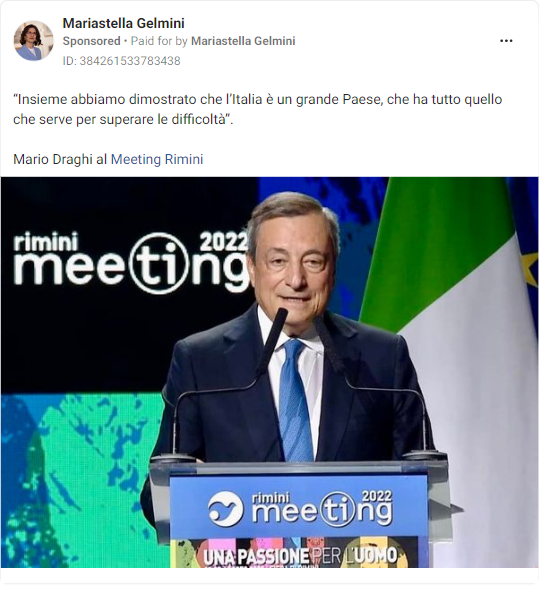 Mariastella Gelmini
Sponsored • Paid for by Mariastella Gelmini
ID: 384261533783438
“Insieme abbiamo dimostrato che l’Italia è un grande Paese, che ha tutto quello
che serve per superare le difficoltà”.
Mario Draghi al Meeting Rimini
rimini 2022
meeting
rimini 2022
meeting
UNA PASSIONE PER L'UOMO